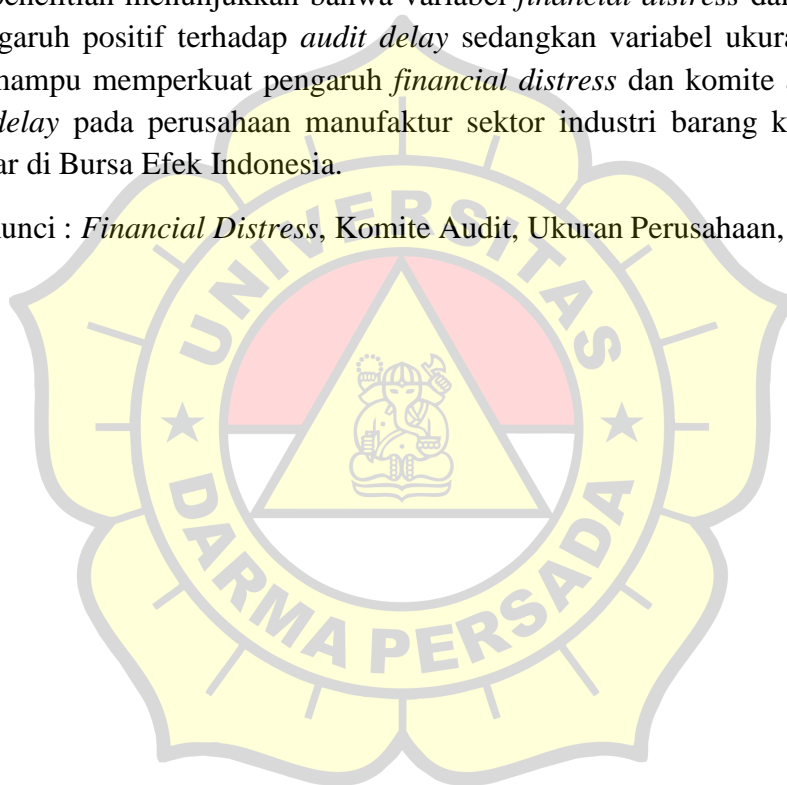 penelitian menunjukkan bahwa variabel financial distress dan
garuh positif terhadap audit delay sedangkan variabel ukura
mampu memperkuat pengaruh financial distress dan komite a
delay pada perusahaan manufaktur sektor industri barang k
ar di Bursa Efek Indonesia.
unci : Financial Distress, Komite Audit, Ukuran Perusahaan,
UNIVERSITAS
DARMA PERSADA